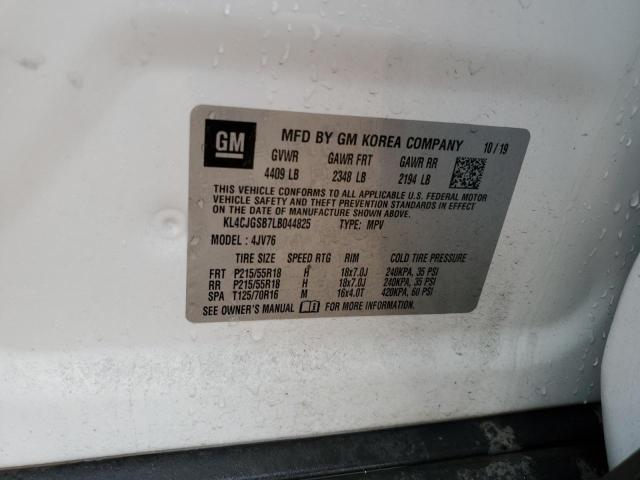 GM MFD BY GM KOREA COMPANY 10/19
GVWR GAWR FRT GAWR RR
4409 LB 2348 LB 2194 LB
THIS VEHICLE CONFORMS TO ALL APPLICABLE U.S. FEDERAL MOTOR
VEHICLE SAFETY AND THEFT PREVENTION STANDARDS IN EFFECT ON THE
DATE OF MANUFACTURE SHOWN ABOVE.
KL4CJGSB7LB044825 TYPE: MPV
MODEL: 4JV76
TIRE SIZE SPEED RTG RIM COLD TIRE PRESSURE
FRT P215/55R18 H 18x7.0J 240KPA, 35 PSI
RR P215/55R18 H 18x7.0J 240KPA, 35 PSI
SPA T125/70R16 M 16x4.0T 420KPA, 60 PSI
SEE OWNER'S MANUAL FOR MORE INFORMATION